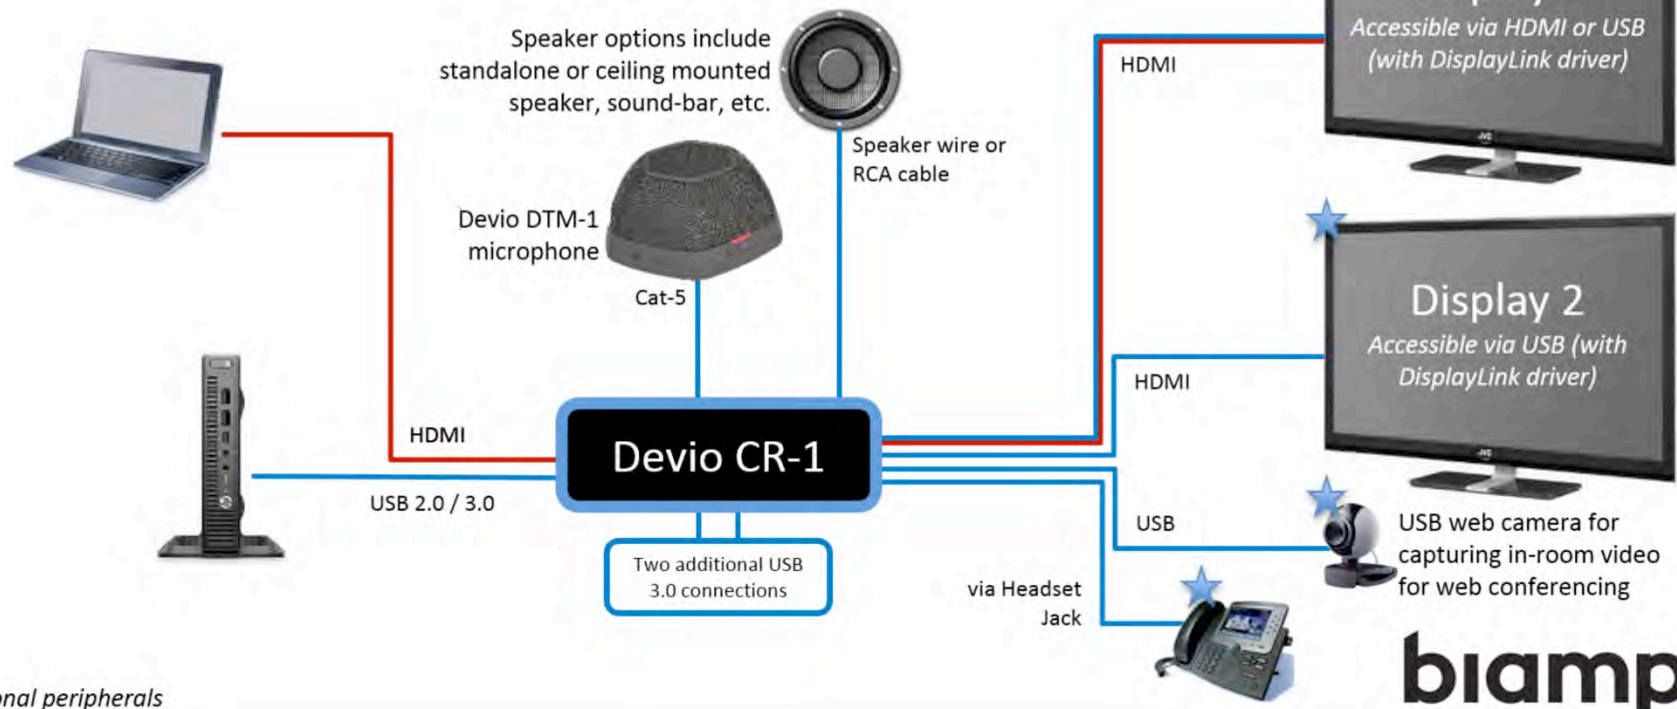 Accessible via HDMI or USB
(with DisplayLink driver)
Speaker options include
standalone or ceiling mounted
speaker, sound-bar, etc.
HDMI
Speaker wire or
RCA cable
Devio DTM-1
microphone
Cat-5
Display 2
Accessible via USB (with
DisplayLink driver)
HDMI
HDMI
Devio CR-1
USB 2.0 / 3.0
USB
USB web camera for
capturing in-room video
for web conferencing
Two additional USB
3.0 connections
via Headset
Jack
biamp
peripherals